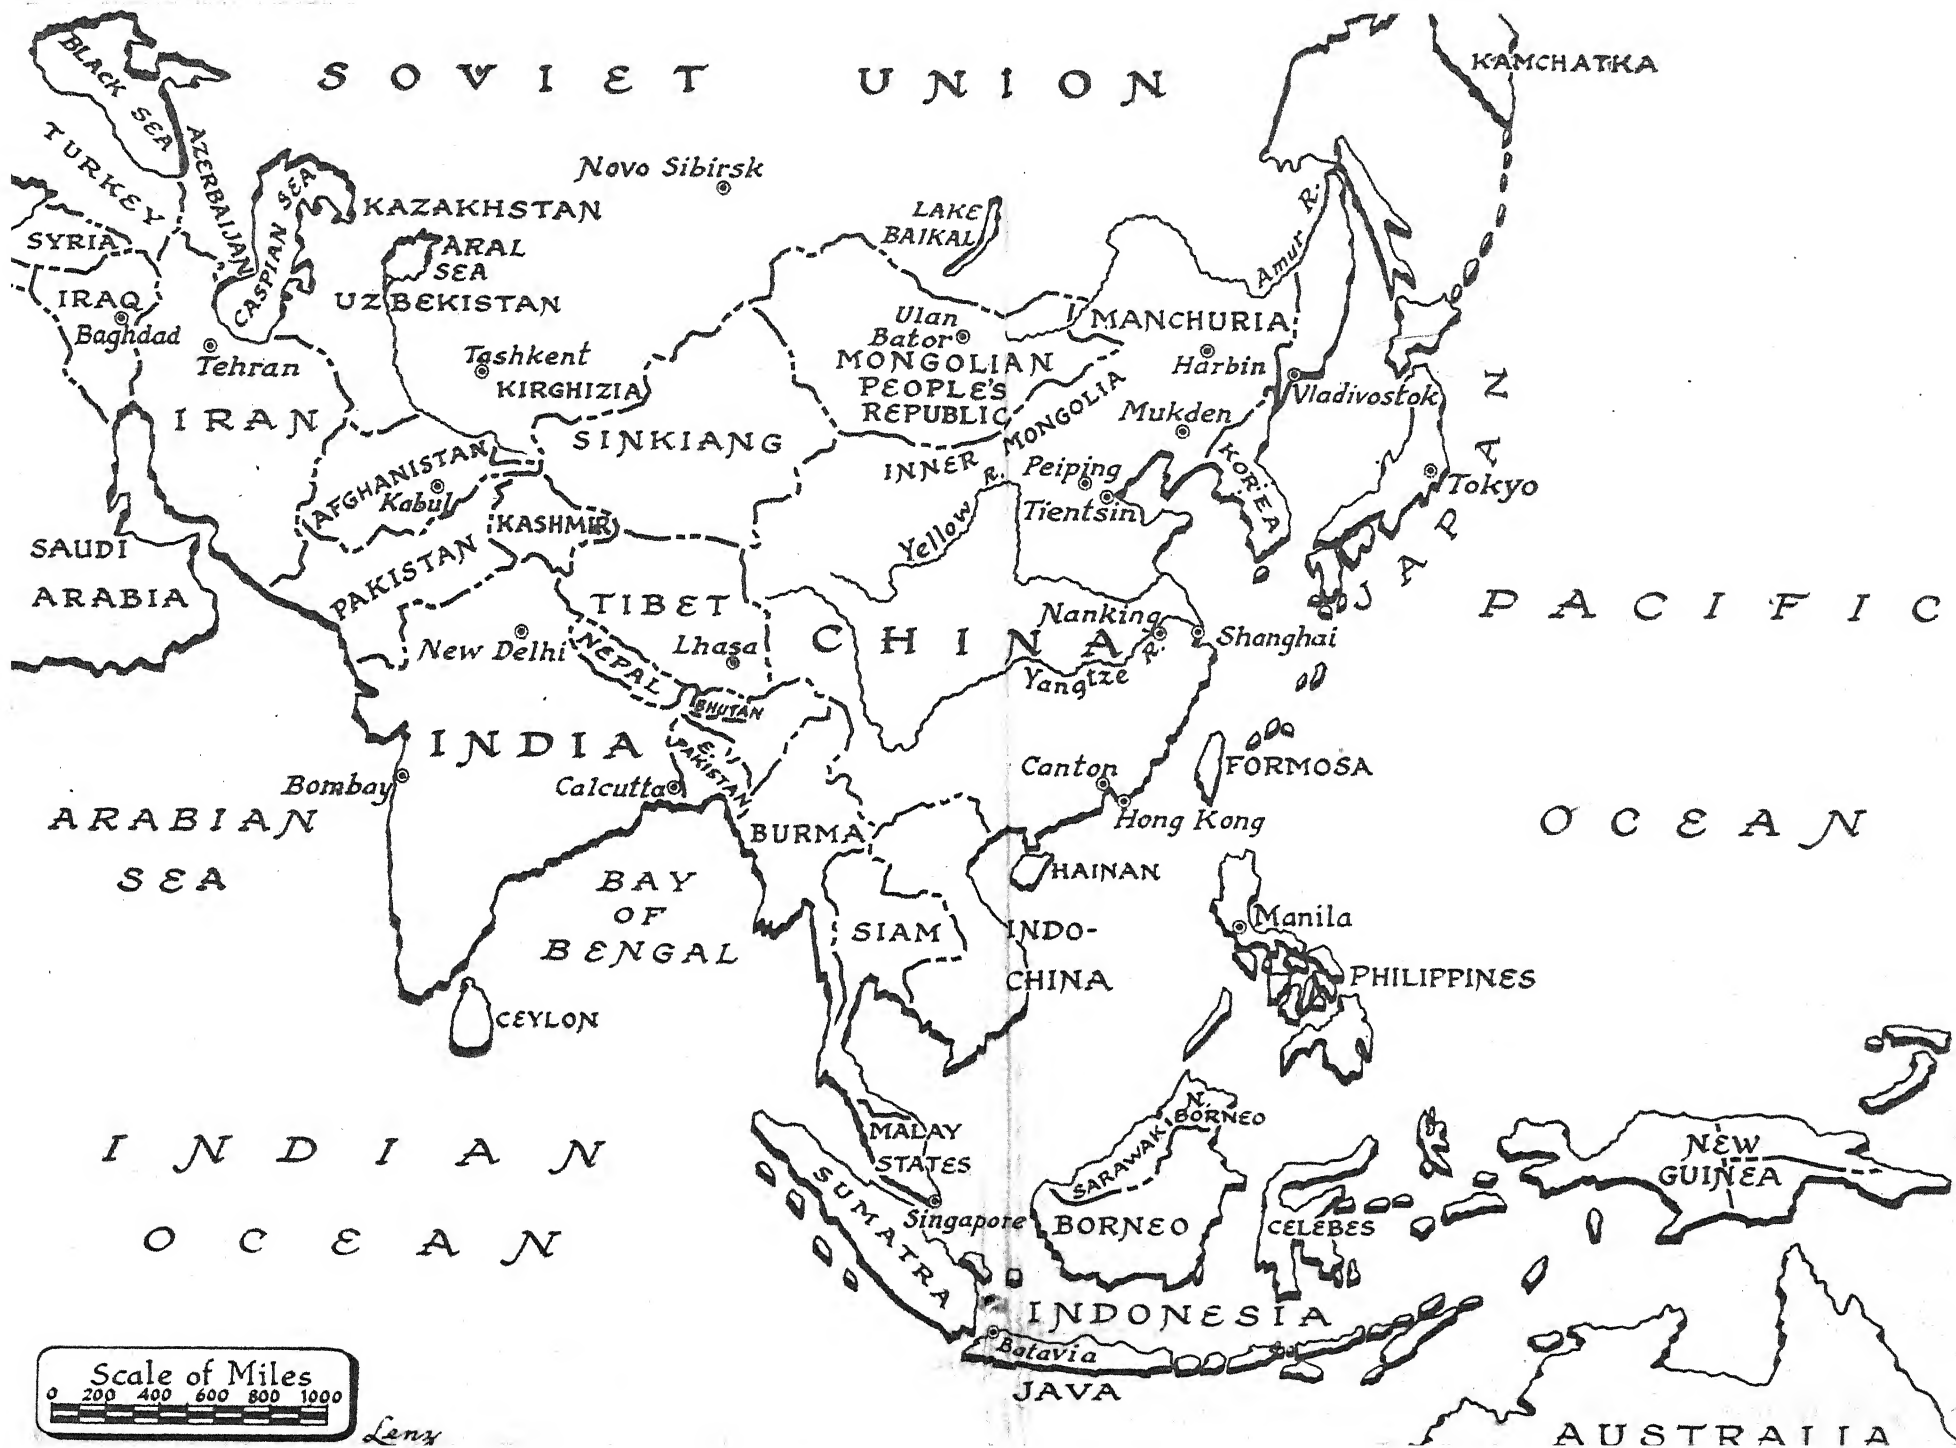 SOVIET UNION
KAMCHATKA
BLACK SEA
TURKEY
AZERBAIJAN
CASPIAN SEA
Novo Sibirsk
KAZAKHSTAN
ARAL
SEA
UZBEKISTAN
LAKE
BAIKAL
Amur R.
SYRIA
IRAQ
Baghdad
Tehran
IRAN
Tashkent
KIRGHIZIA
SINKIANG
Ulan
Bator
MONGOLIAN
PEOPLE'S
REPUBLIC
INNER MONGOLIA
MANCHURIA
Harbin
Vladivostok
Mukden
KOREA
JAPAN
Tokyo
Peiping
Tientsin
Yellow R.
AFGHANISTAN
Kabul
KASHMIR
PAKISTAN
SAUDI
ARABIA
TIBET
Lhasa
NEPAL
BHUTAN
New Delhi
INDIA
E.
PAKISTAN
Calcutta
Bombay
CHINA
Nanking
Shanghai
Yangtze R.
PACIFIC
OCEAN
Canton
Hong Kong
FORMOSA
HAINAN
ARABIAN
SEA
BAY
OF
BENGAL
BURMA
SIAM
INDO-
CHINA
Manila
PHILIPPINES
CEYLON
INDIAN
OCEAN
MALAY
STATES
Singapore
SUMATRA
N.
BORNEO
SARAWAK
BORNEO
CELEBES
NEW
GUINEA
INDONESIA
Batavia
JAVA
AUSTRALIA
Scale of Miles
0 200 400 600 800 1000
Lenz